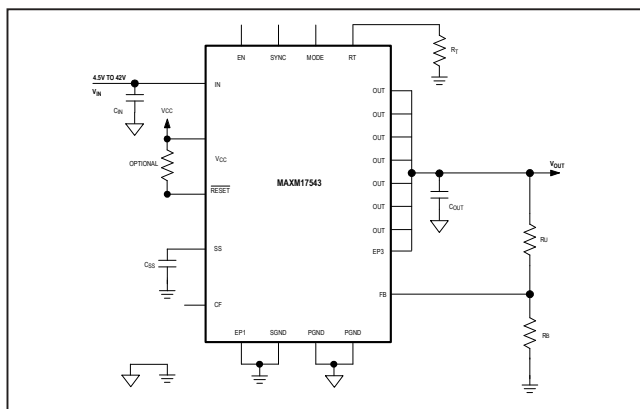 EN
SYNC
MODE
RT
RT
4.5V TO 42V
VIN
IN
CIN
VCC
VCC
OPTIONAL
RESET
MAXM17543
OUT
OUT
OUT
OUT
OUT
OUT
OUT
EP3
VOUT
COUT
SS
CSS
CF
RU
FB
RB
EP1
SGND
PGND
PGND